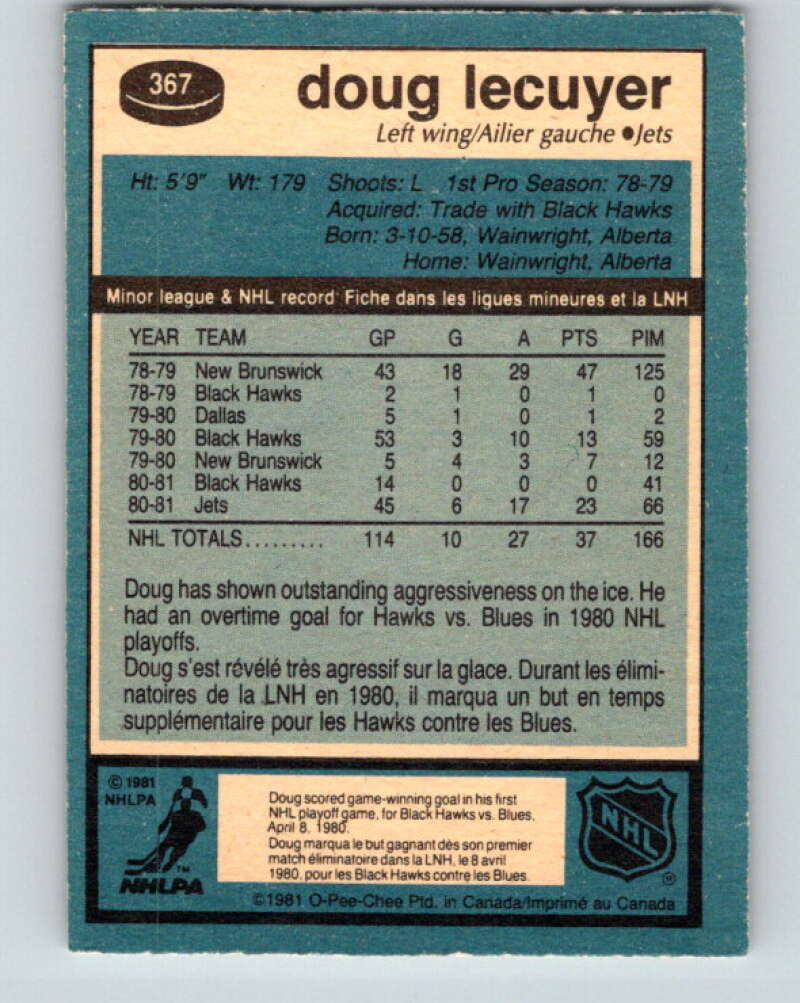 367
doug lecuyer
Left wing/Ailier gauche ●Jets
Ht: 5'9" Wt: 179 Shoots: L 1st Pro Season: 78-79
Acquired: Trade with Black Hawks
Born: 3-10-58, Wainwright, Alberta
Home: Wainwright, Alberta
Minor league & NHL record Fiche dans les ligues mineures et la LNH
YEAR TEAM GP G A PTS PIM
78-79 New Brunswick 43 18 29 47 125
78-79 Black Hawks 2 1 0 1 0
79-80 Dallas 5 1 0 1 2
79-80 Black Hawks 53 3 10 13 59
79-80 New Brunswick 5 4 3 7 12
80-81 Black Hawks 14 0 0 0 41
80-81 Jets 45 6 17 23 66
NHL TOTALS......... 114 10 27 37 166
Doug has shown outstanding aggressiveness on the ice. He
had an overtime goal for Hawks vs. Blues in 1980 NHL
playoffs.
Doug s'est révélé très agressif sur la glace. Durant les élimi-
natoires de la LNH en 1980, il marqua un but en temps
supplémentaire pour les Hawks contre les Blues.
© 1981
NHLPA
TM
NHLPA
Doug scored game-winning goal in his first
NHL playoff game, for Black Hawks vs. Blues,
April 8, 1980.
Doug marqua le but gagnant dès son premier
match éliminatoire dans la LNH, le 8 avril
1980, pour les Black Hawks contre les Blues.
NHL
®
©1981 O-Pee-Chee Ptd. in Canada/Imprimé au Canada